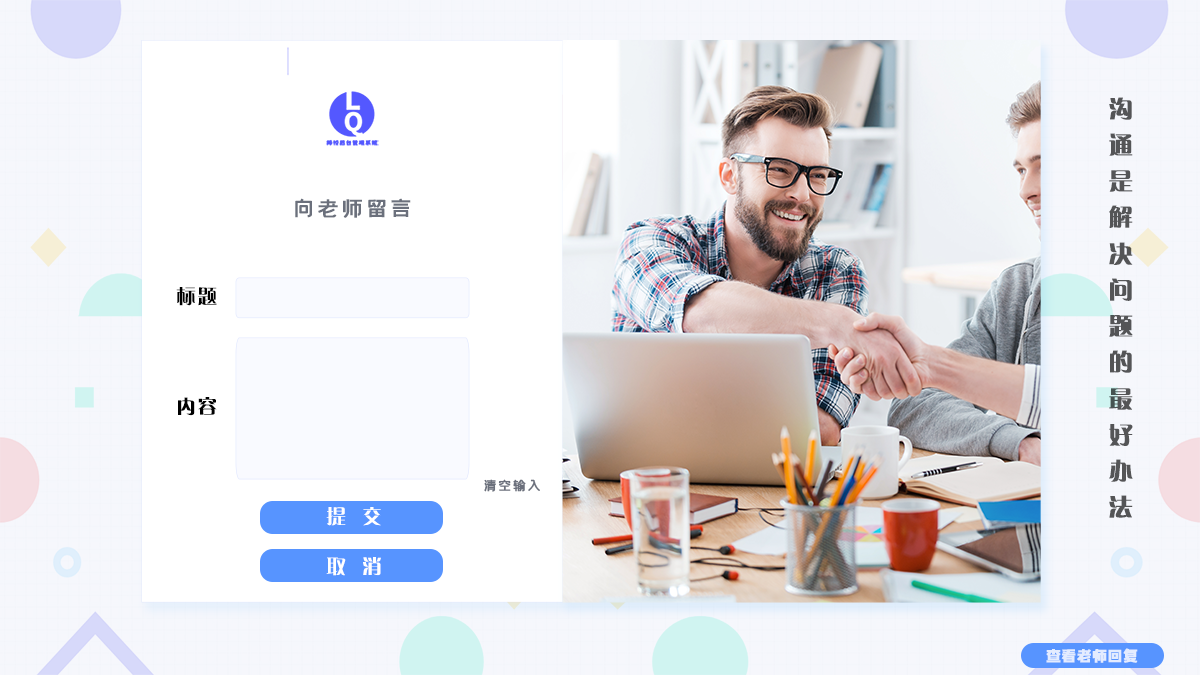 LQ
向老师留言
标题
内容
清空输入
提 交
取 消
沟通是解决问题的最好办法
查看老师回复